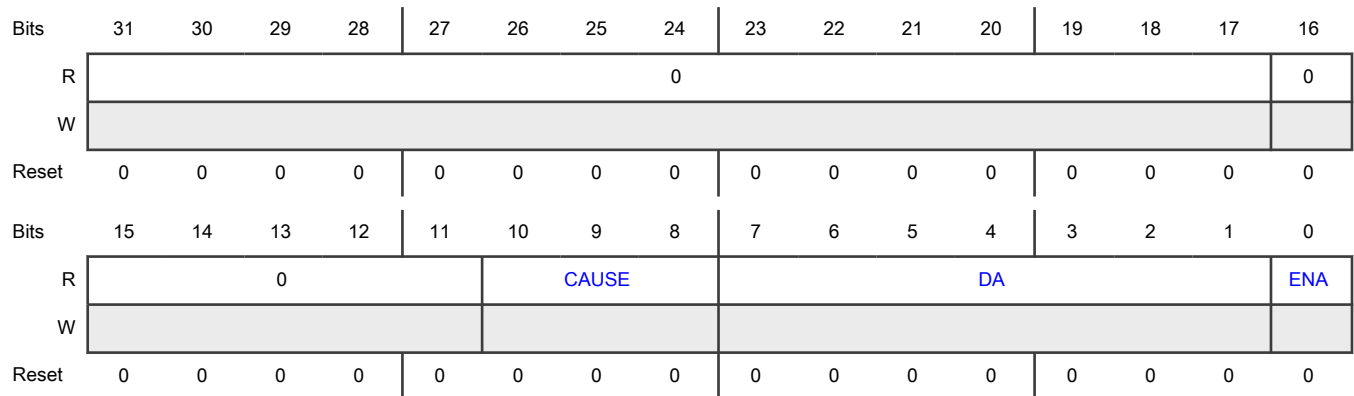 Bits 31 30 29 28 27 26 25 24 23 22 21 20 19 18 17 16
R 0 0
W
Reset 0 0 0 0 0 0 0 0 0 0 0 0 0 0 0 0
Bits 15 14 13 12 11 10 9 8 7 6 5 4 3 2 1 0
R 0 CAUSE DA ENA
W
Reset 0 0 0 0 0 0 0 0 0 0 0 0 0 0 0 0